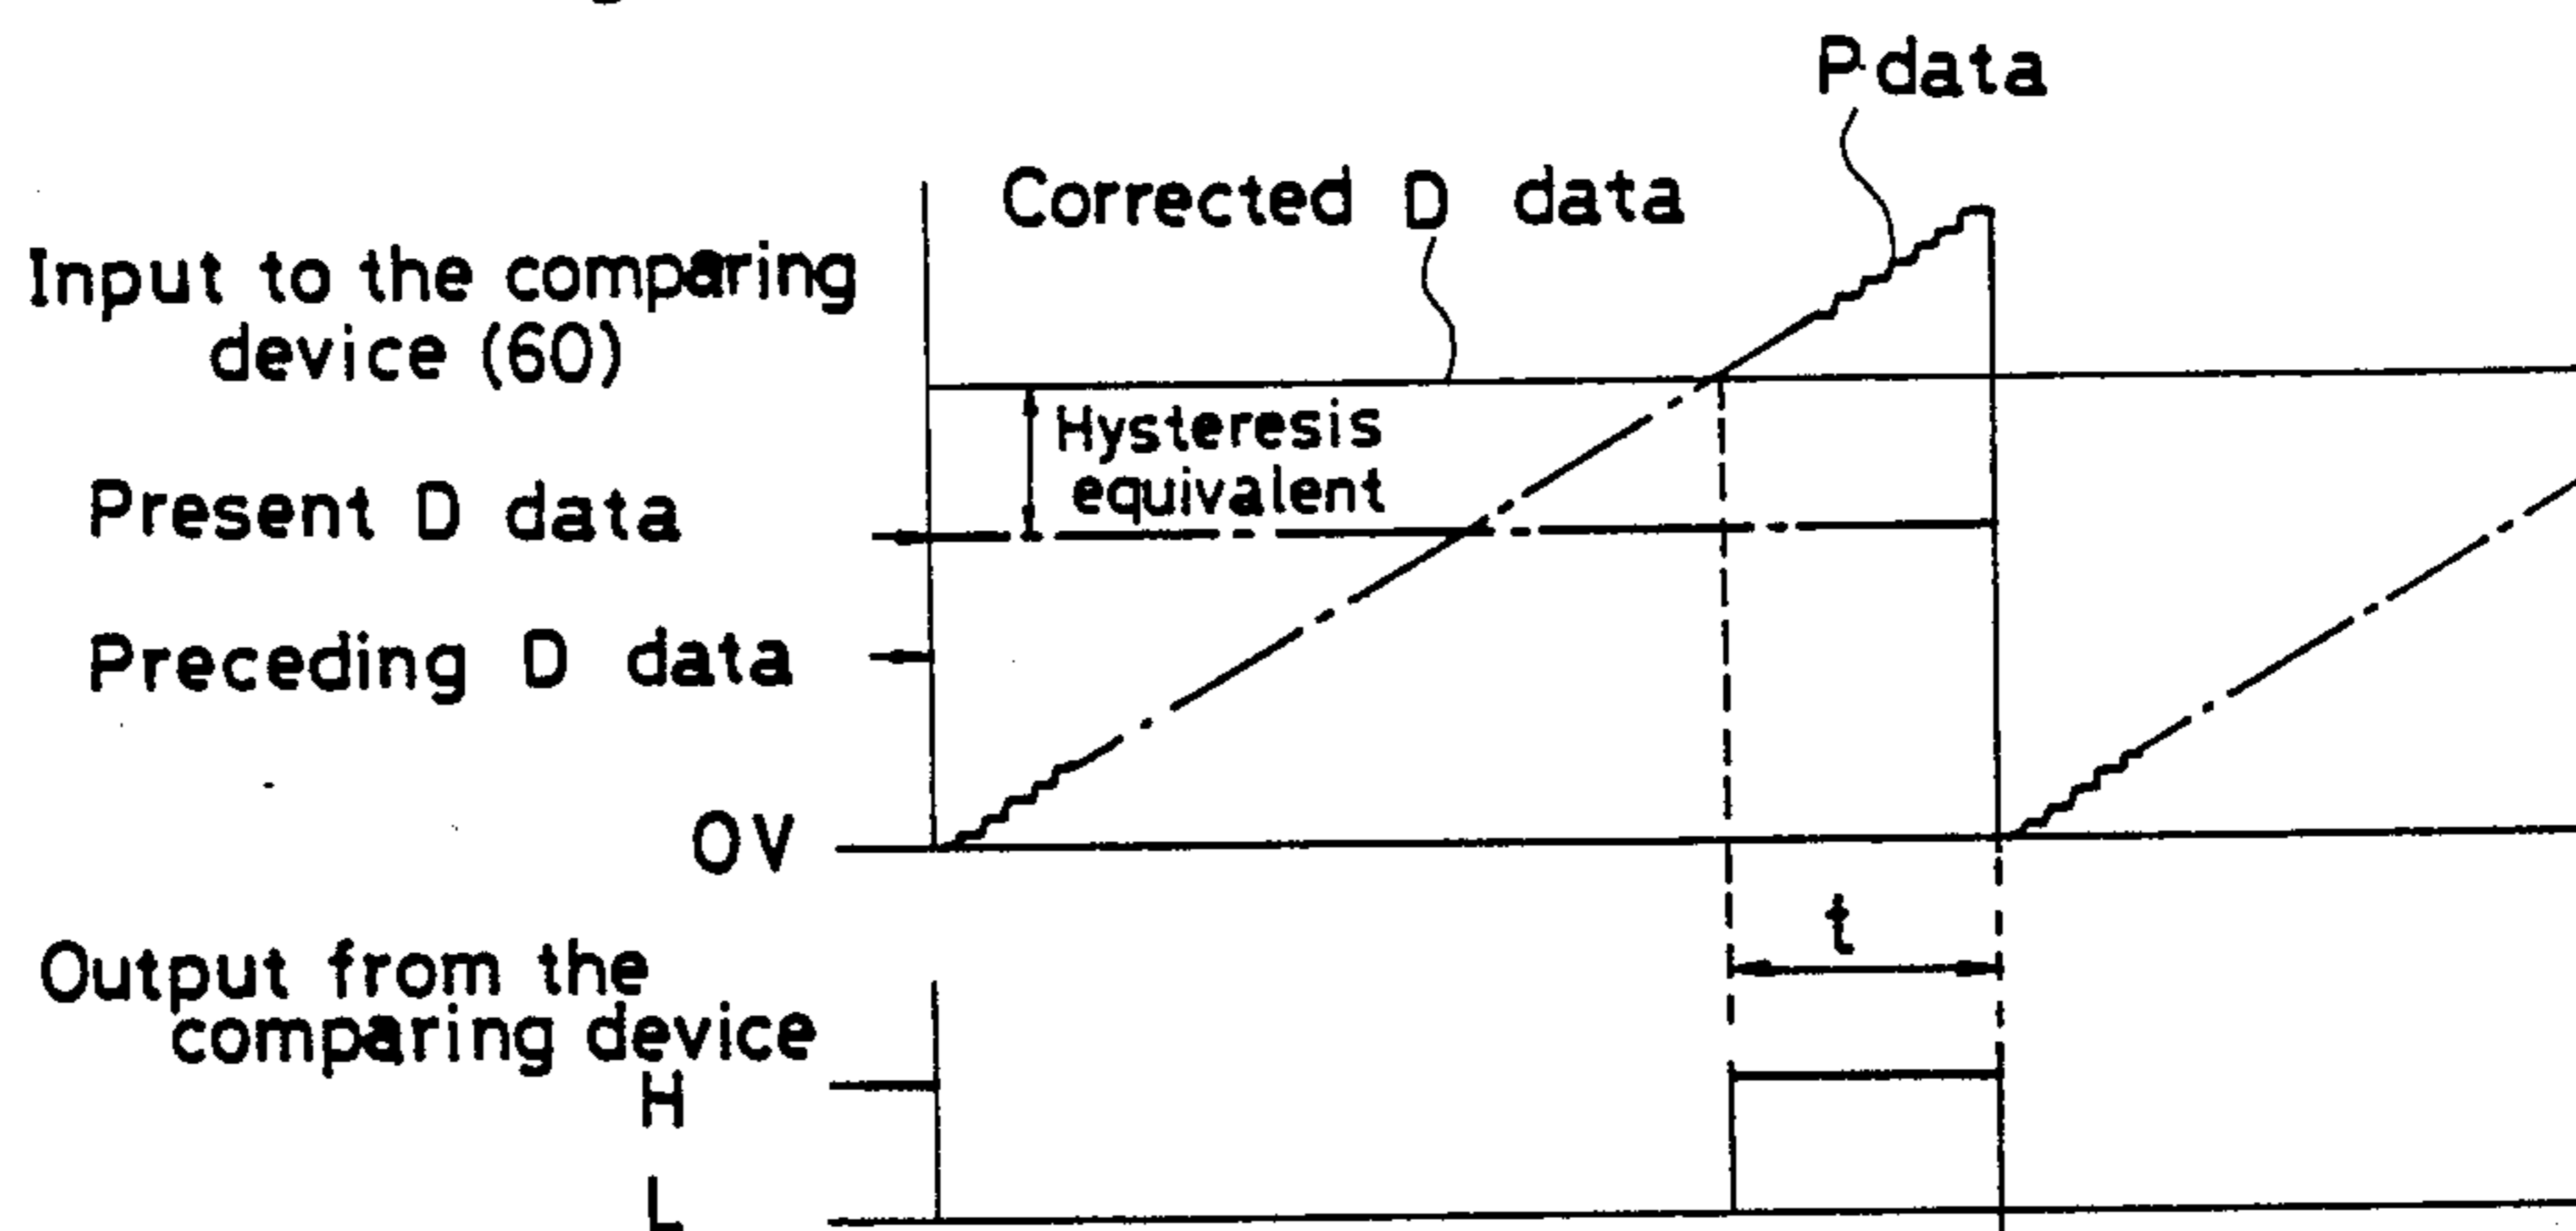 Pdata
Corrected D data
Input to the comparing
device (60)
Hysteresis
equivalent
Present D data
Preceding D data
0V
t
Output from the
comparing device
H
L